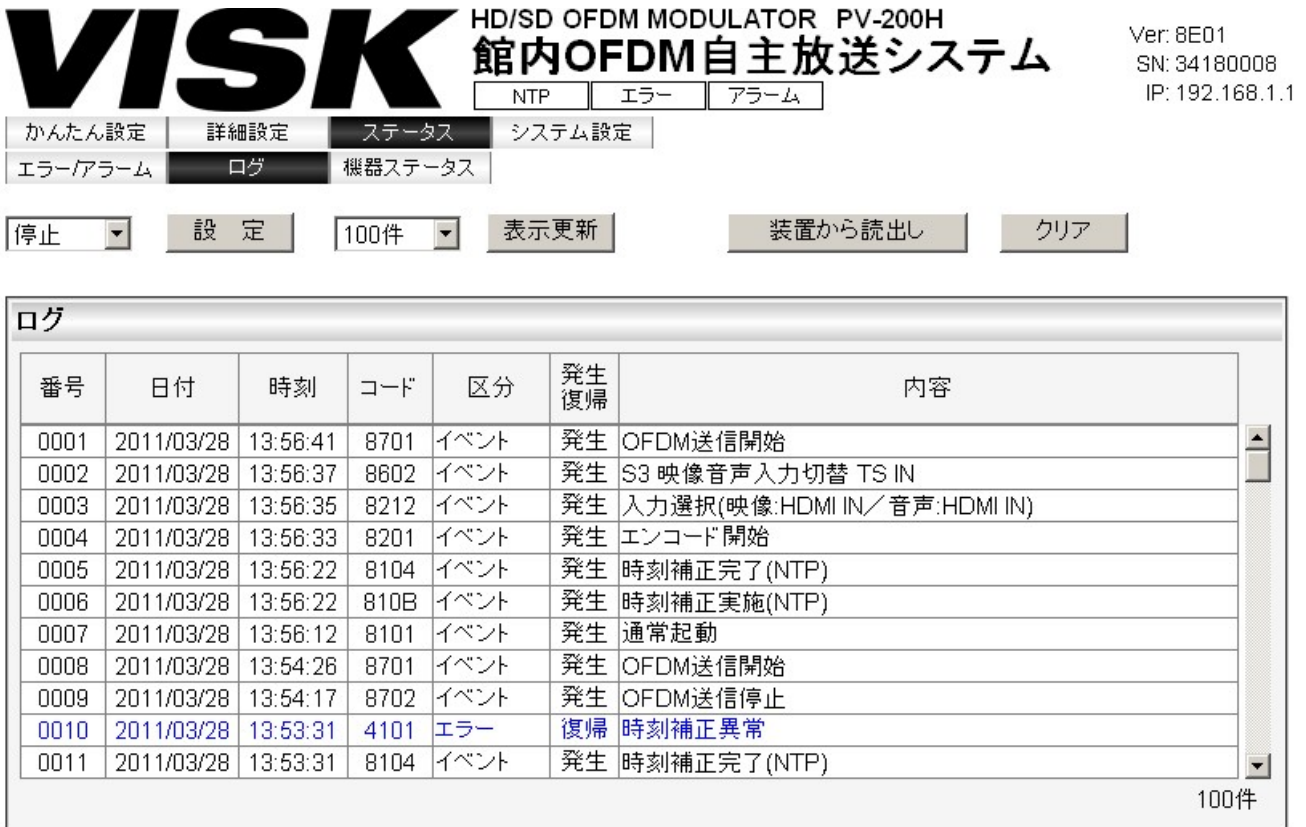 VISK
HD/SD OFDM MODULATOR PV-200H
館内OFDM自主放送システム
NTP エラー アラーム
Ver: 8E01
SN: 34180008
IP: 192.168.1.1
かんたん設定 詳細設定 ステータス システム設定
エラー/アラーム ログ 機器ステータス
停止 設 定 100件 表示更新 装置から読出し クリア
ログ
番号 日付 時刻 コード 区分 発生復帰 内容
0001 2011/03/28 13:56:41 8701 イベント 発生 OFDM送信開始
0002 2011/03/28 13:56:37 8602 イベント 発生 S3 映像音声入力切替 TS IN
0003 2011/03/28 13:56:35 8212 イベント 発生 入力選択(映像:HDMI IN／音声:HDMI IN)
0004 2011/03/28 13:56:33 8201 イベント 発生 エンコード開始
0005 2011/03/28 13:56:22 8104 イベント 発生 時刻補正完了(NTP)
0006 2011/03/28 13:56:22 810B イベント 発生 時刻補正実施(NTP)
0007 2011/03/28 13:56:12 8101 イベント 発生 通常起動
0008 2011/03/28 13:54:26 8701 イベント 発生 OFDM送信開始
0009 2011/03/28 13:54:17 8702 イベント 発生 OFDM送信停止
0010 2011/03/28 13:53:31 4101 エラー 復帰 時刻補正異常
0011 2011/03/28 13:53:31 8104 イベント 発生 時刻補正完了(NTP)
100件